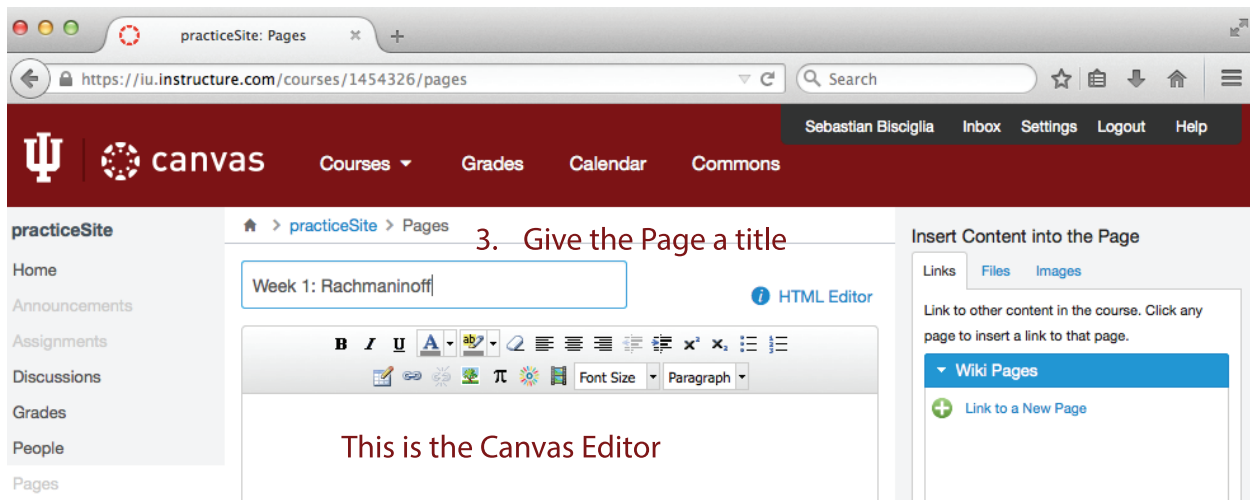 practiceSite: Pages
https://iu.instructure.com/courses/1454326/pages
Search
Sebastian Bisciglia Inbox Settings Logout Help
canvas Courses Grades Calendar Commons
practiceSite
Home
Announcements
Assignments
Discussions
Grades
People
Pages
> practiceSite > Pages
3. Give the Page a title
Week 1: Rachmaninoff
HTML Editor
B I U A ab x² x₂
π Font Size Paragraph
This is the Canvas Editor
Insert Content into the Page
Links Files Images
Link to other content in the course. Click any
page to insert a link to that page.
Wiki Pages
Link to a New Page